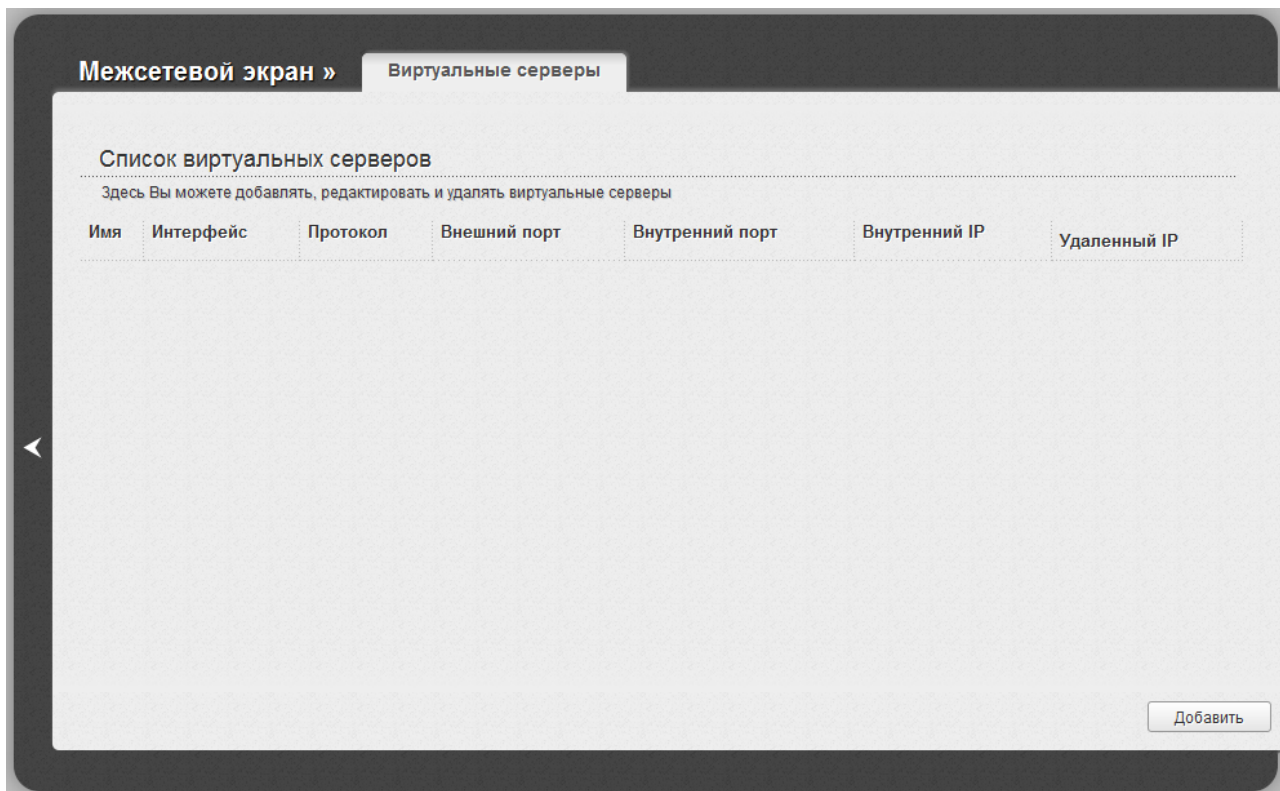 Межсетевой экран » Виртуальные серверы
Список виртуальных серверов
Здесь Вы можете добавлять, редактировать и удалять виртуальные серверы
Имя Интерфейс Протокол Внешний порт Внутренний порт Внутренний IP Удаленный IP
Добавить